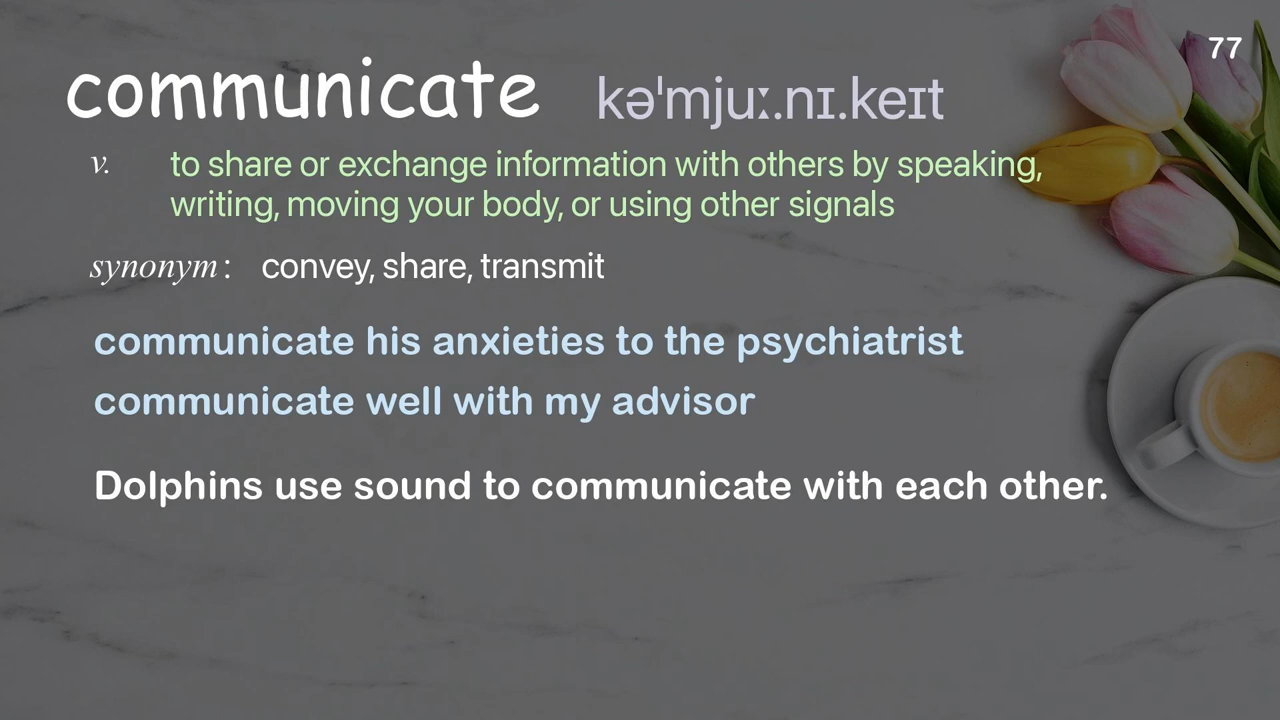 77
communicate kəˈmjuː.nɪ.keɪt
v. to share or exchange information with others by speaking,
writing, moving your body, or using other signals
synonym: convey, share, transmit
communicate his anxieties to the psychiatrist
communicate well with my advisor
Dolphins use sound to communicate with each other.